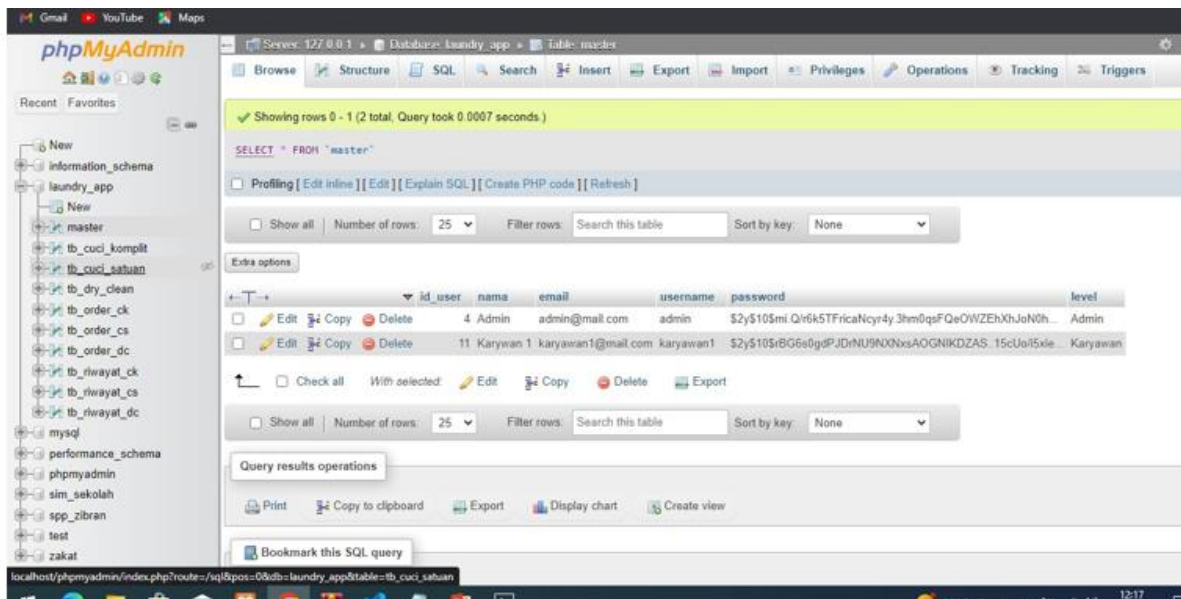 Gmail YouTube Maps
phpMyAdmin
Recent Favorites
New
information_schema
laundry_app
New
master
tb_cuci_komplit
tb_cuci_satuan
tb_dry_clean
tb_order_ck
tb_order_cs
tb_order_dc
tb_riwayat_ck
tb_riwayat_cs
tb_riwayat_dc
mysql
performance_schema
phpmyadmin
sim_sekolah
spp_zibran
test
zakat
Server: 127.0.0.1 » Database: laundry_app » Table: master
Browse Structure SQL Search Insert Export Import Privileges Operations Tracking Triggers
Showing rows 0 - 1 (2 total, Query took 0.0007 seconds.)
SELECT * FROM `master`
Profiling [ Edit inline ] [ Edit ] [ Explain SQL ] [ Create PHP code ] [ Refresh ]
Show all | Number of rows: 25 Filter rows: Search this table Sort by key: None
Extra options
id_user nama email username password level
Edit Copy Delete 4 Admin admin@mail.com admin Admin
Edit Copy Delete 11 Karywan 1 karyawan1@mail.com karyawan1 Karyawan
Check all With selected: Edit Copy Delete Export
Show all | Number of rows: 25 Filter rows: Search this table Sort by key: None
Query results operations
Print Copy to clipboard Export Display chart Create view
Bookmark this SQL query
localhost/phpmyadmin/index.php?route=/sql&pos=0&db=laundry_app&table=tb_cuci_satuan
12:17